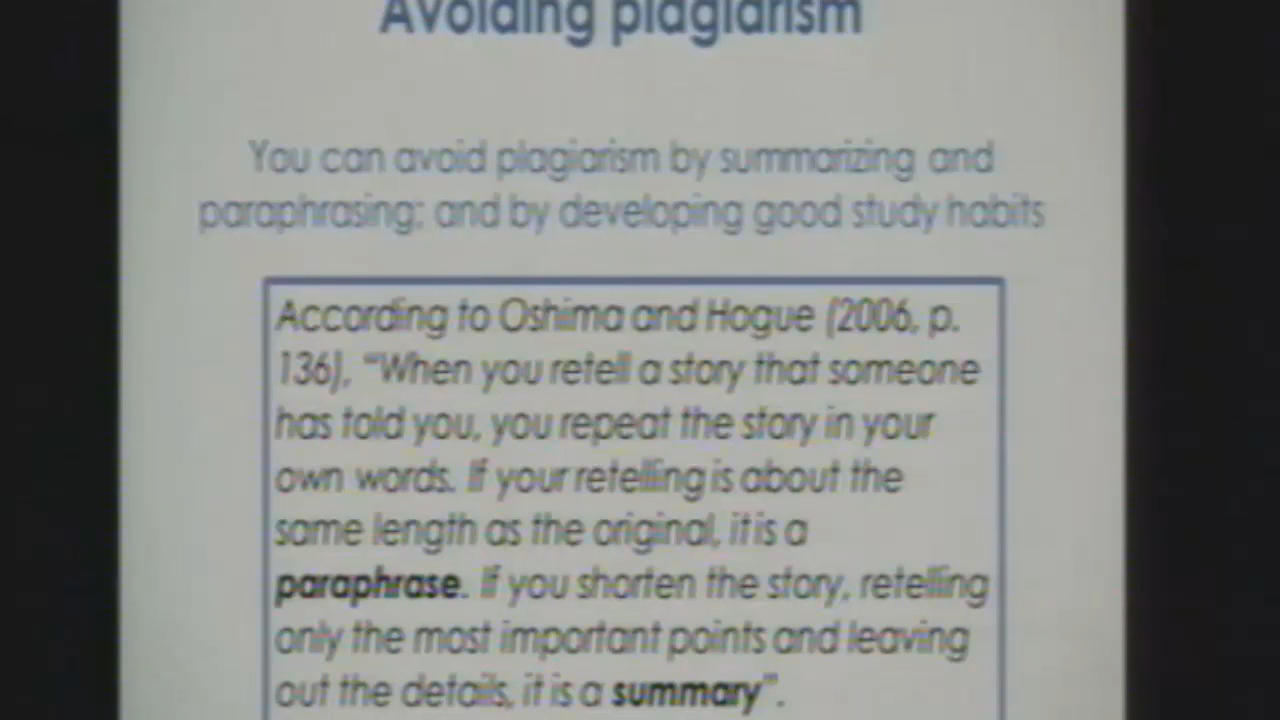 Avoiding plagiarism
You can avoid plagiarism by summarizing and
paraphrasing; and by developing good study habits
According to Oshima and Hogue (2006, p.
136), "When you retell a story that someone
has told you, you repeat the story in your
own words. If your retelling is about the
same length as the original, it is a
paraphrase. If you shorten the story, retelling
only the most important points and leaving
out the details, it is a summary".